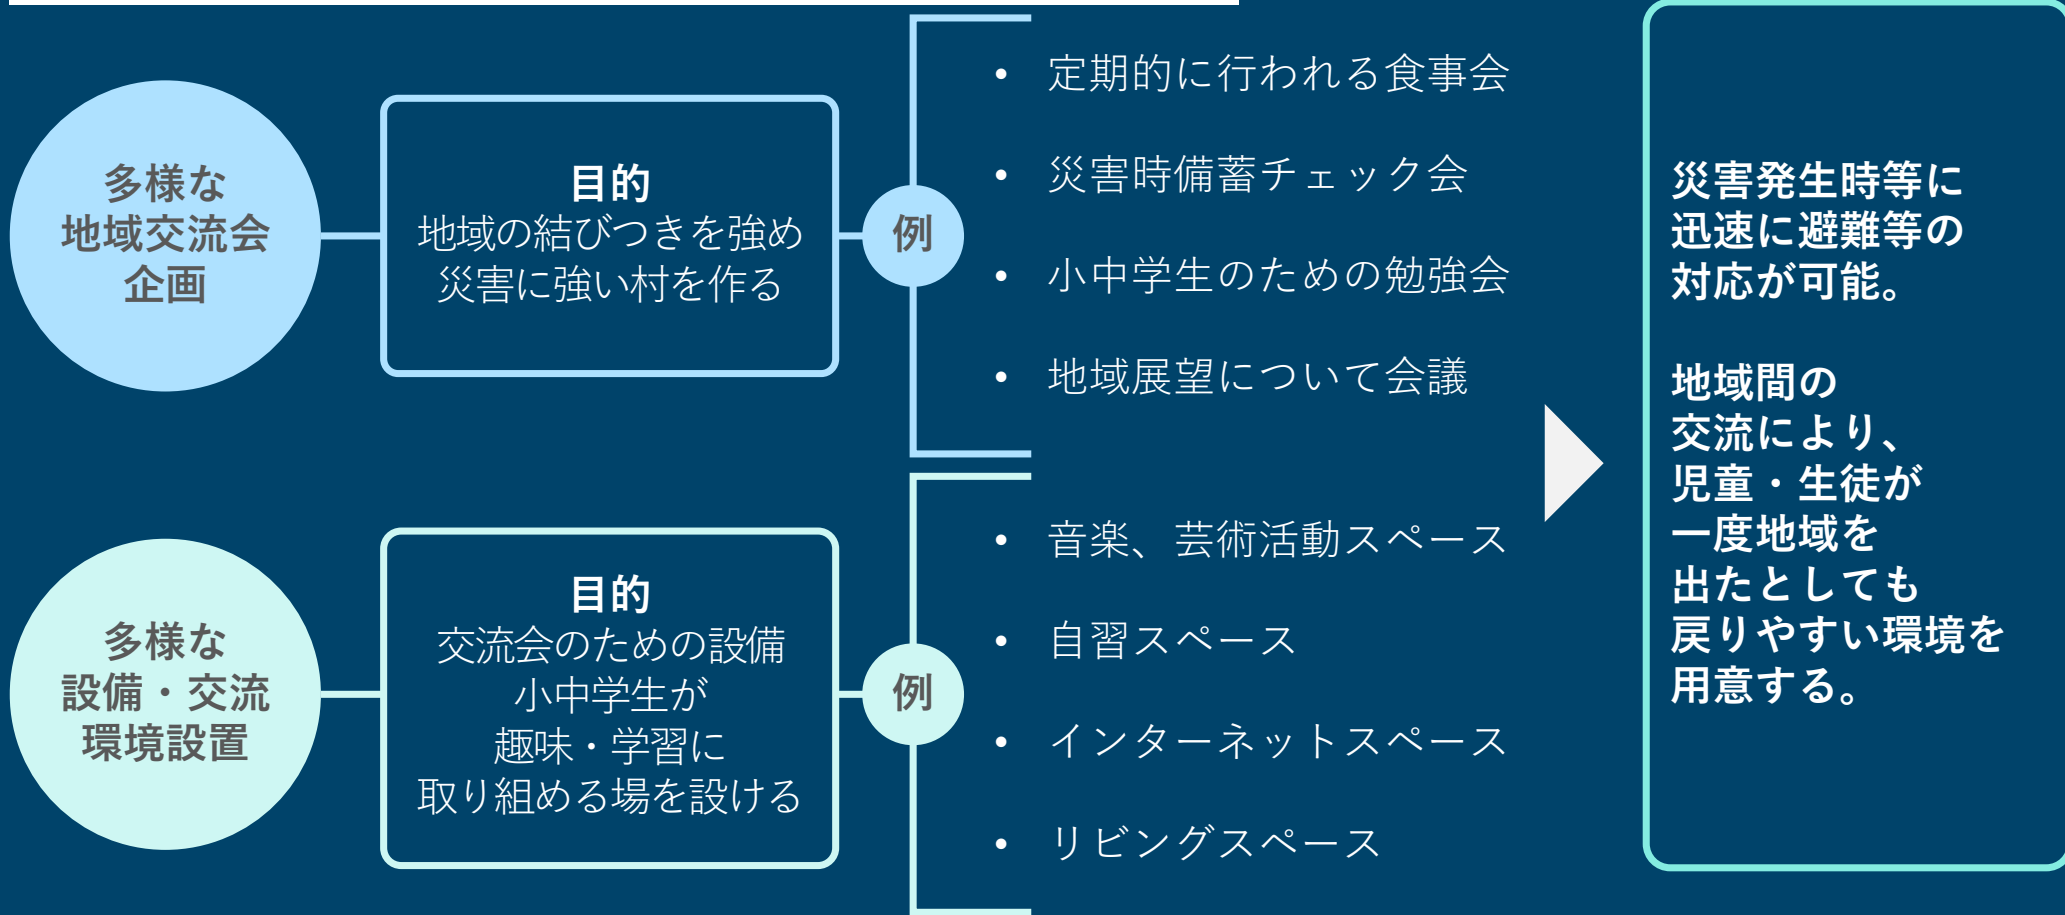 多様な
地域交流会
企画
目的
地域の結びつきを強め
災害に強い村を作る
例
• 定期的に行われる食事会
• 災害時備蓄チェック会
• 小中学生のための勉強会
• 地域展望について会議
多様な
設備・交流
環境設置
目的
交流会のための設備
小中学生が
趣味・学習に
取り組める場を設ける
例
• 音楽、芸術活動スペース
• 自習スペース
• インターネットスペース
• リビングスペース
災害発生時等に
迅速に避難等の
対応が可能。
地域間の
交流により、
児童・生徒が
一度地域を
出たとしても
戻りやすい環境を
用意する。